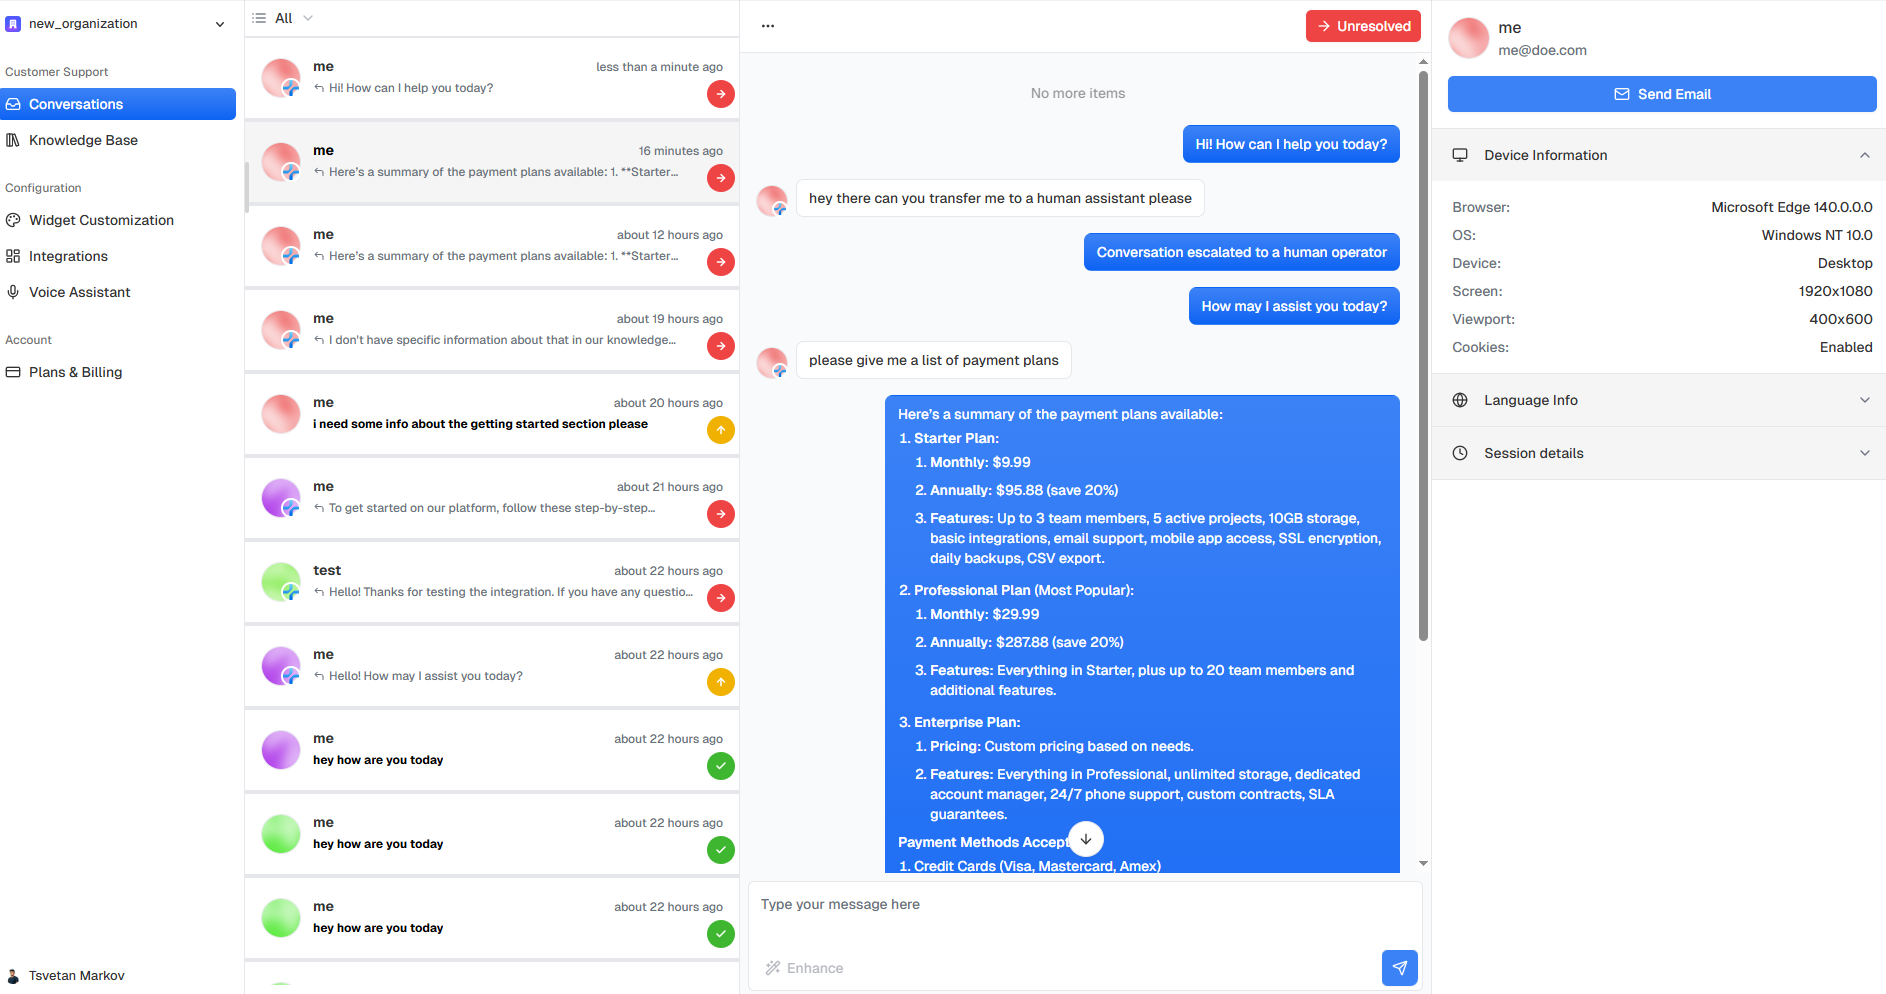 new_organization
Customer Support
Conversations
Knowledge Base
Configuration
Widget Customization
Integrations
Voice Assistant
Account
Plans & Billing
Tsvetan Markov
All
me
less than a minute ago
Hi! How can I help you today?
me
16 minutes ago
Here's a summary of the payment plans available: 1. **Starter...
me
about 12 hours ago
Here's a summary of the payment plans available: 1. **Starter...
me
about 19 hours ago
I don't have specific information about that in our knowledge...
me
about 20 hours ago
i need some info about the getting started section please
me
about 21 hours ago
To get started on our platform, follow these step-by-step...
test
about 22 hours ago
Hello! Thanks for testing the integration. If you have any questio...
me
about 22 hours ago
Hello! How may I assist you today?
me
about 22 hours ago
hey how are you today
me
about 22 hours ago
hey how are you today
me
about 22 hours ago
hey how are you today
Unresolved
No more items
Hi! How can I help you today?
hey there can you transfer me to a human assistant please
Conversation escalated to a human operator
How may I assist you today?
please give me a list of payment plans
Here's a summary of the payment plans available:
1. Starter Plan:
1. Monthly: $9.99
2. Annually: $95.88 (save 20%)
3. Features: Up to 3 team members, 5 active projects, 10GB storage,
basic integrations, email support, mobile app access, SSL encryption,
daily backups, CSV export.
2. Professional Plan (Most Popular):
1. Monthly: $29.99
2. Annually: $287.88 (save 20%)
3. Features: Everything in Starter, plus up to 20 team members and
additional features.
3. Enterprise Plan:
1. Pricing: Custom pricing based on needs.
2. Features: Everything in Professional, unlimited storage, dedicated
account manager, 24/7 phone support, custom contracts, SLA
guarantees.
Payment Methods Accept
1. Credit Cards (Visa, Mastercard, Amex)
Type your message here
Enhance
me
me@doe.com
Send Email
Device Information
Browser: Microsoft Edge 140.0.0.0
OS: Windows NT 10.0
Device: Desktop
Screen: 1920x1080
Viewport: 400x600
Cookies: Enabled
Language Info
Session details